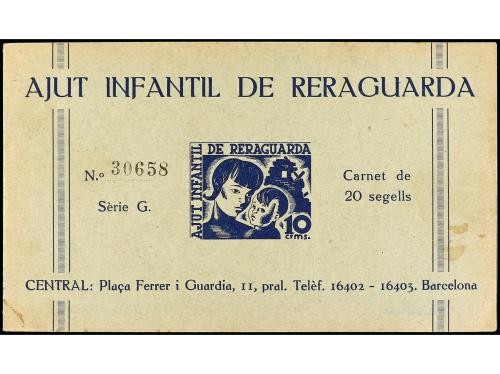 AJUT INFANTIL DE RERAGUARDA
N.º 30658
Sèrie G.
AJUT INFANTIL
DE RERAGUARDA
10
ctms.
Carnet de
20 segells
CENTRAL: Plaça Ferrer i Guardia, 11, pral. Telèf. 16402 - 16403. Barcelona